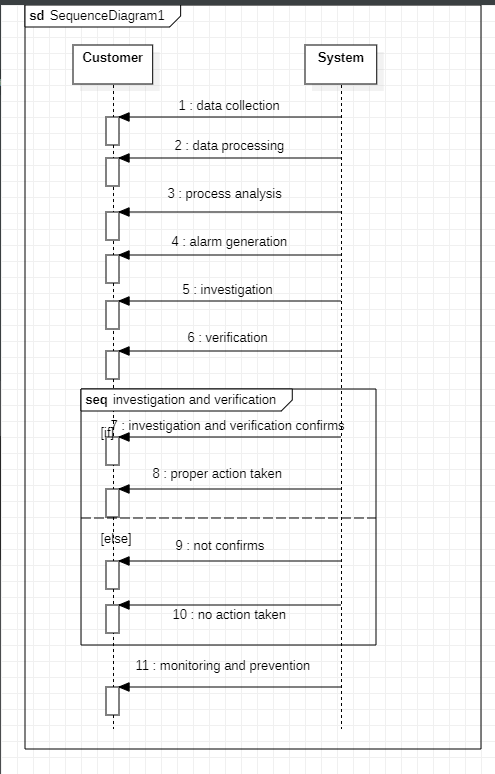 sd SequenceDiagram1
Customer System
1 : data collection
2 : data processing
3 : process analysis
4 : alarm generation
5 : investigation
6 : verification
seq investigation and verification
7 : investigation and verification confirms
[if]
8 : proper action taken
[else]
9 : not confirms
10 : no action taken
11 : monitoring and prevention